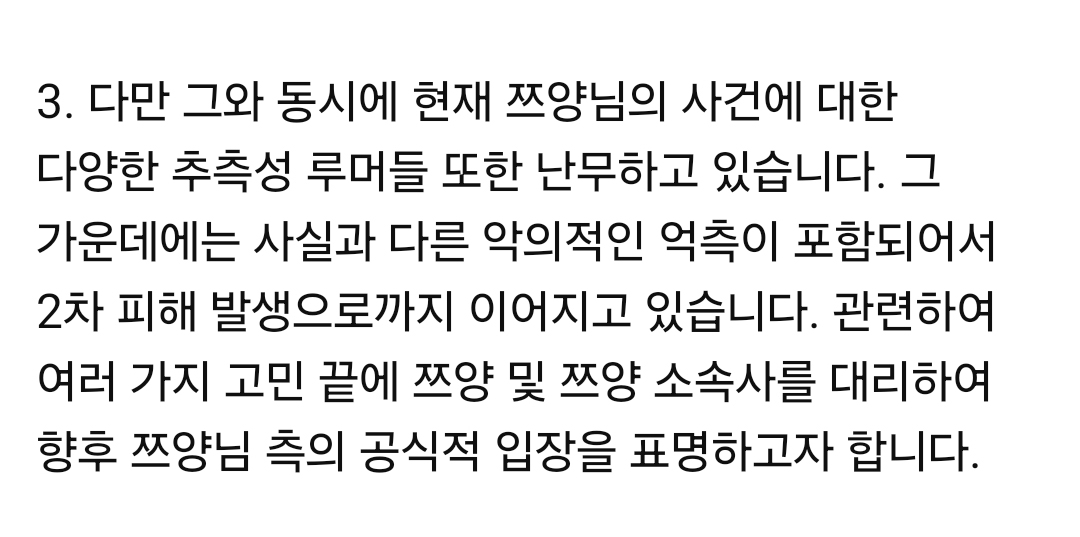 3. 다만 그와 동시에 현재 쯔양님의 사건에 대한
다양한 추측성 루머들 또한 난무하고 있습니다. 그
가운데에는 사실과 다른 악의적인 억측이 포함되어서
2차 피해 발생으로까지 이어지고 있습니다. 관련하여
여러 가지 고민 끝에 쯔양 및 쯔양 소속사를 대리하여
향후 쯔양님 측의 공식적 입장을 표명하고자 합니다.